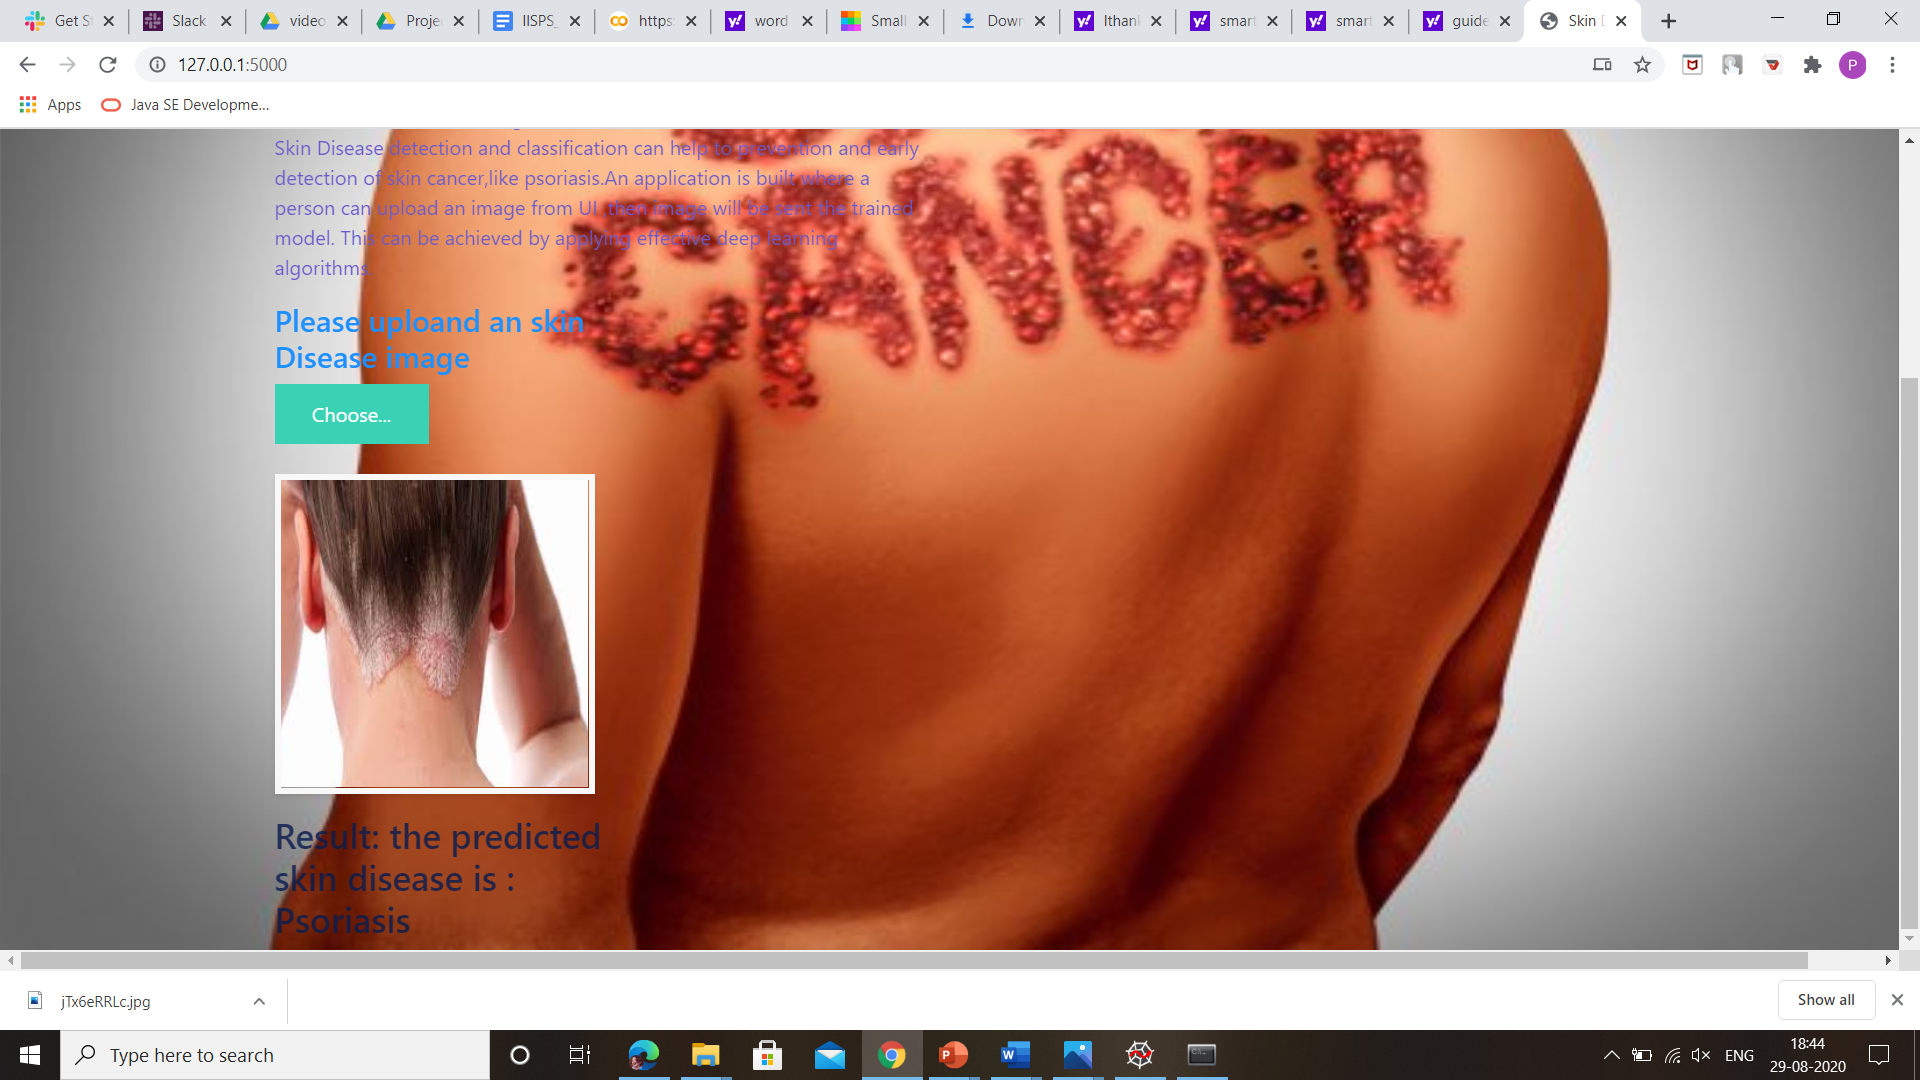 Get S
Slack
video
Proje
IISPS_
https:
word
Small
Down
Ithank
smart
smart
guide
Skin D
127.0.0.1:5000
P
Apps
Java SE Developme...
CANCER
Skin Disease detection and classification can help to prevention and early
detection of skin cancer,like psoriasis.An application is built where a
person can upload an image from UI ,then image will be sent the trained
model. This can be achieved by applying effective deep learning
algorithms.
Please uploand an skin
Disease image
Choose...
Result: the predicted
skin disease is :
Psoriasis
jTx6eRRLc.jpg
Show all
Type here to search
ENG
18:44
29-08-2020